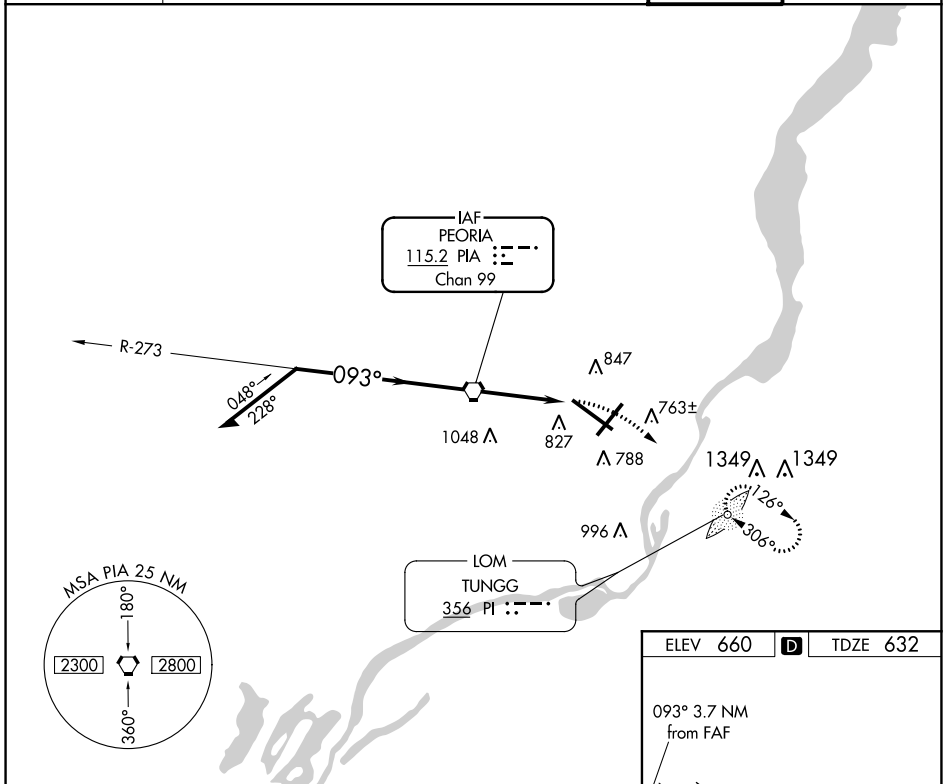 IAF
PEORIA
115.2 PIA
Chan 99
R-273
093°
048°
228°
847
763±
1048
827
788
1349 1349
126°
306°
996
LOM
TUNGG
356 PI
MSA PIA 25 NM
180°
2300 2800
360°
ELEV 660 D TDZE 632
093° 3.7 NM
from FAF